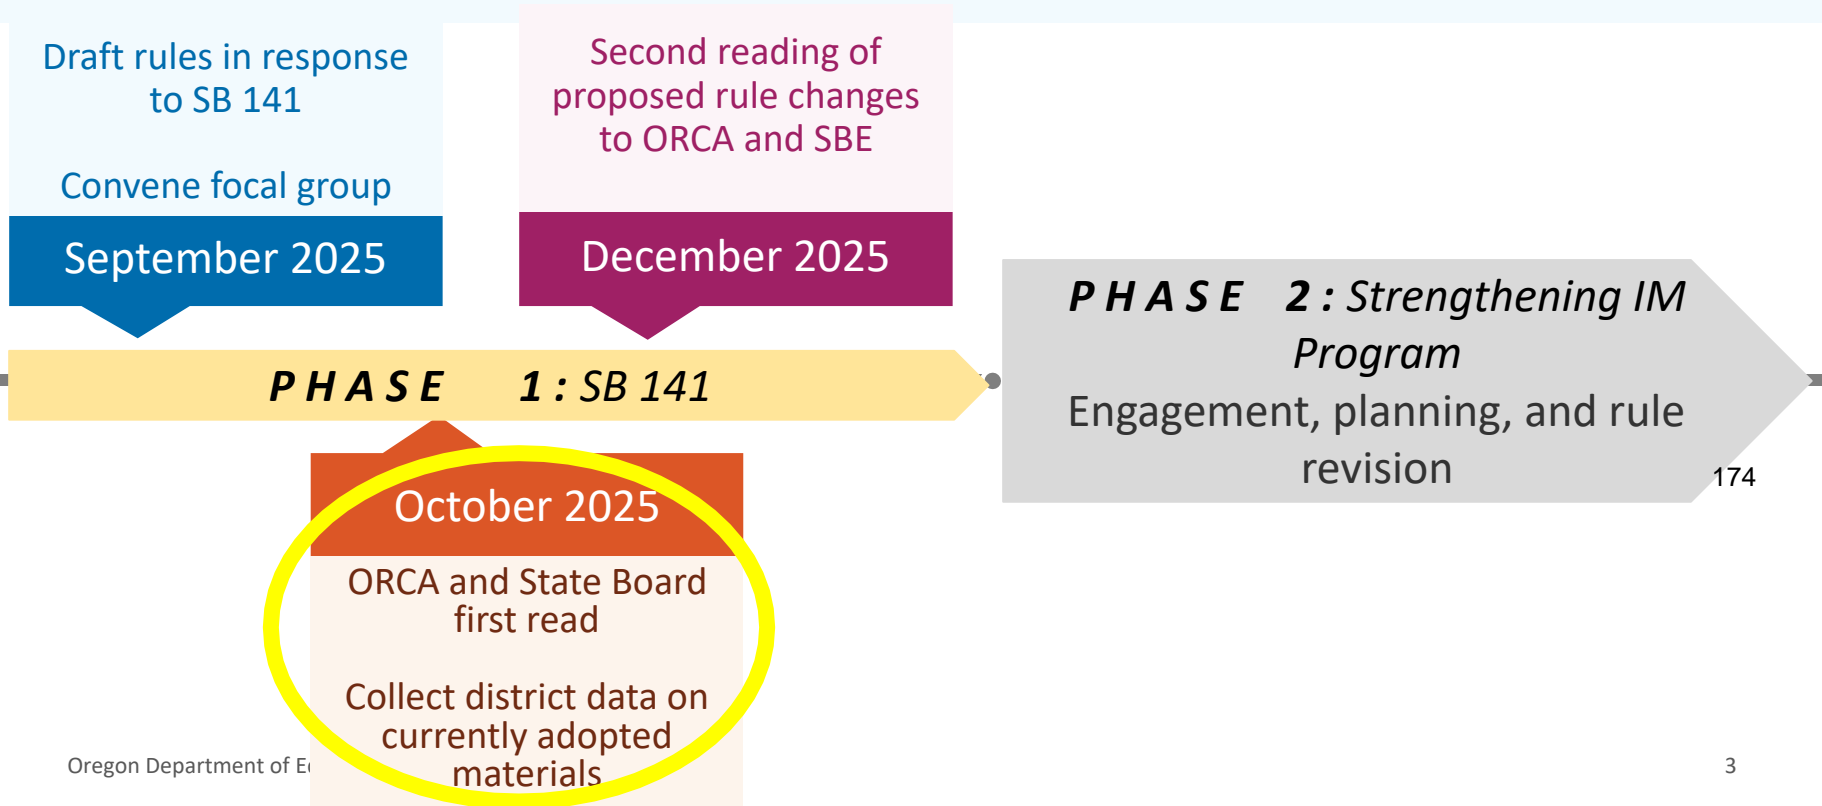 Draft rules in response
to SB 141
Convene focal group
September 2025
Second reading of
proposed rule changes
to ORCA and SBE
December 2025
PHASE 1: SB 141
October 2025
ORCA and State Board
first read
Collect district data on
currently adopted
materials
PHASE 2: Strengthening IM
Program
Engagement, planning, and rule
revision
174
Oregon Department of
3